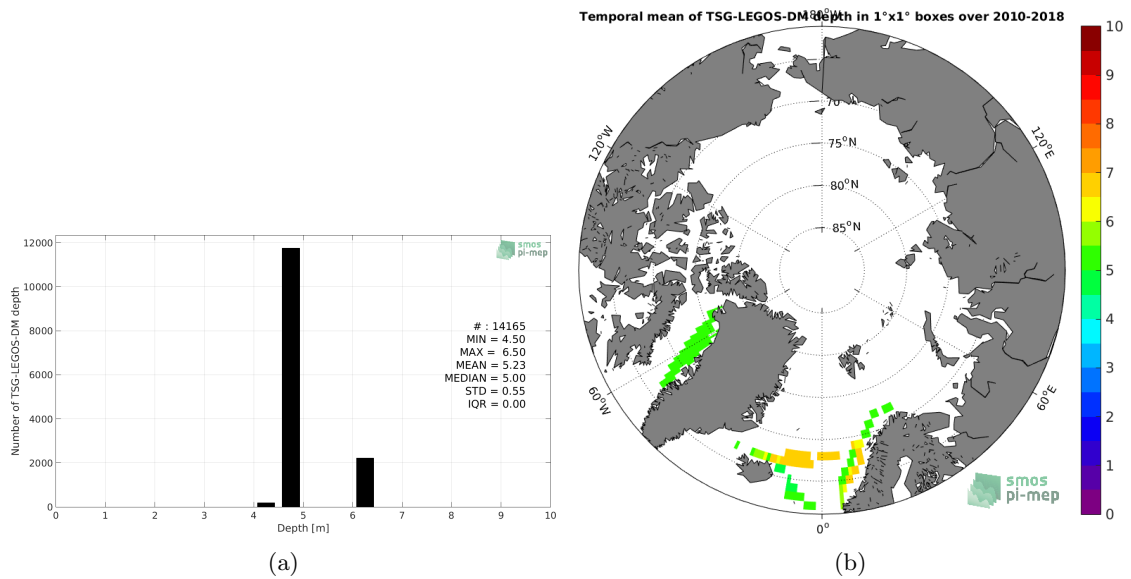 Temporal mean of TSG-LEGOS-DM depth in 1°x1° boxes over 2010-2018
180°W
120°W
120°E
60°W
60°E
0°
70
75°N
80°N
85°N
10
9
8
7
6
5
4
3
2
1
0
smos
pi-mep
12000
10000
8000
6000
4000
2000
0
Number of TSG-LEGOS-DM depth
smos
pi-mep
# : 14165
MIN = 4.50
MAX = 6.50
MEAN = 5.23
MEDIAN = 5.00
STD = 0.55
IQR = 0.00
0 1 2 3 4 5 6 7 8 9 10
Depth [m]
(a)
(b)